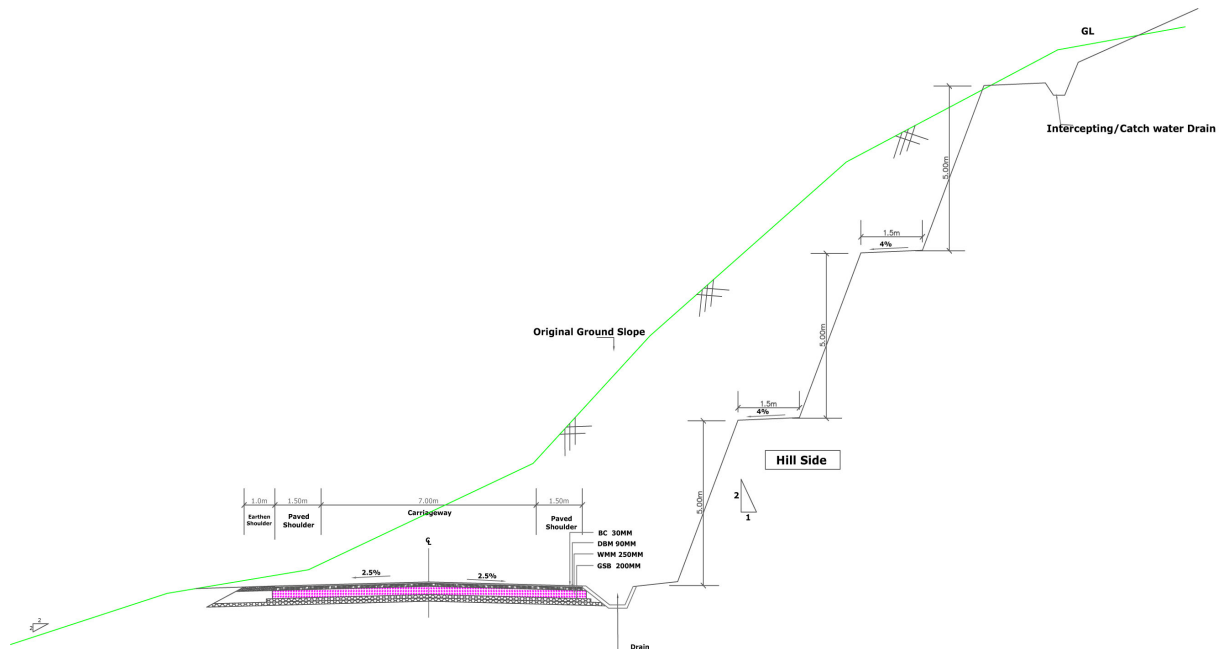 GL
Intercepting/Catch water Drain
5.00m
1.5m
4%
5.00m
Original Ground Slope
1.5m
4%
Hill Side
5.00m
2
1
1.0m
1.50m
7.00m
1.50m
Earthen
Shoulder
Paved
Shoulder
Carriageway
Paved
Shoulder
BC 30MM
DBM 90MM
WMM 250MM
GSB 200MM
2.5%
2.5%
2
Drain